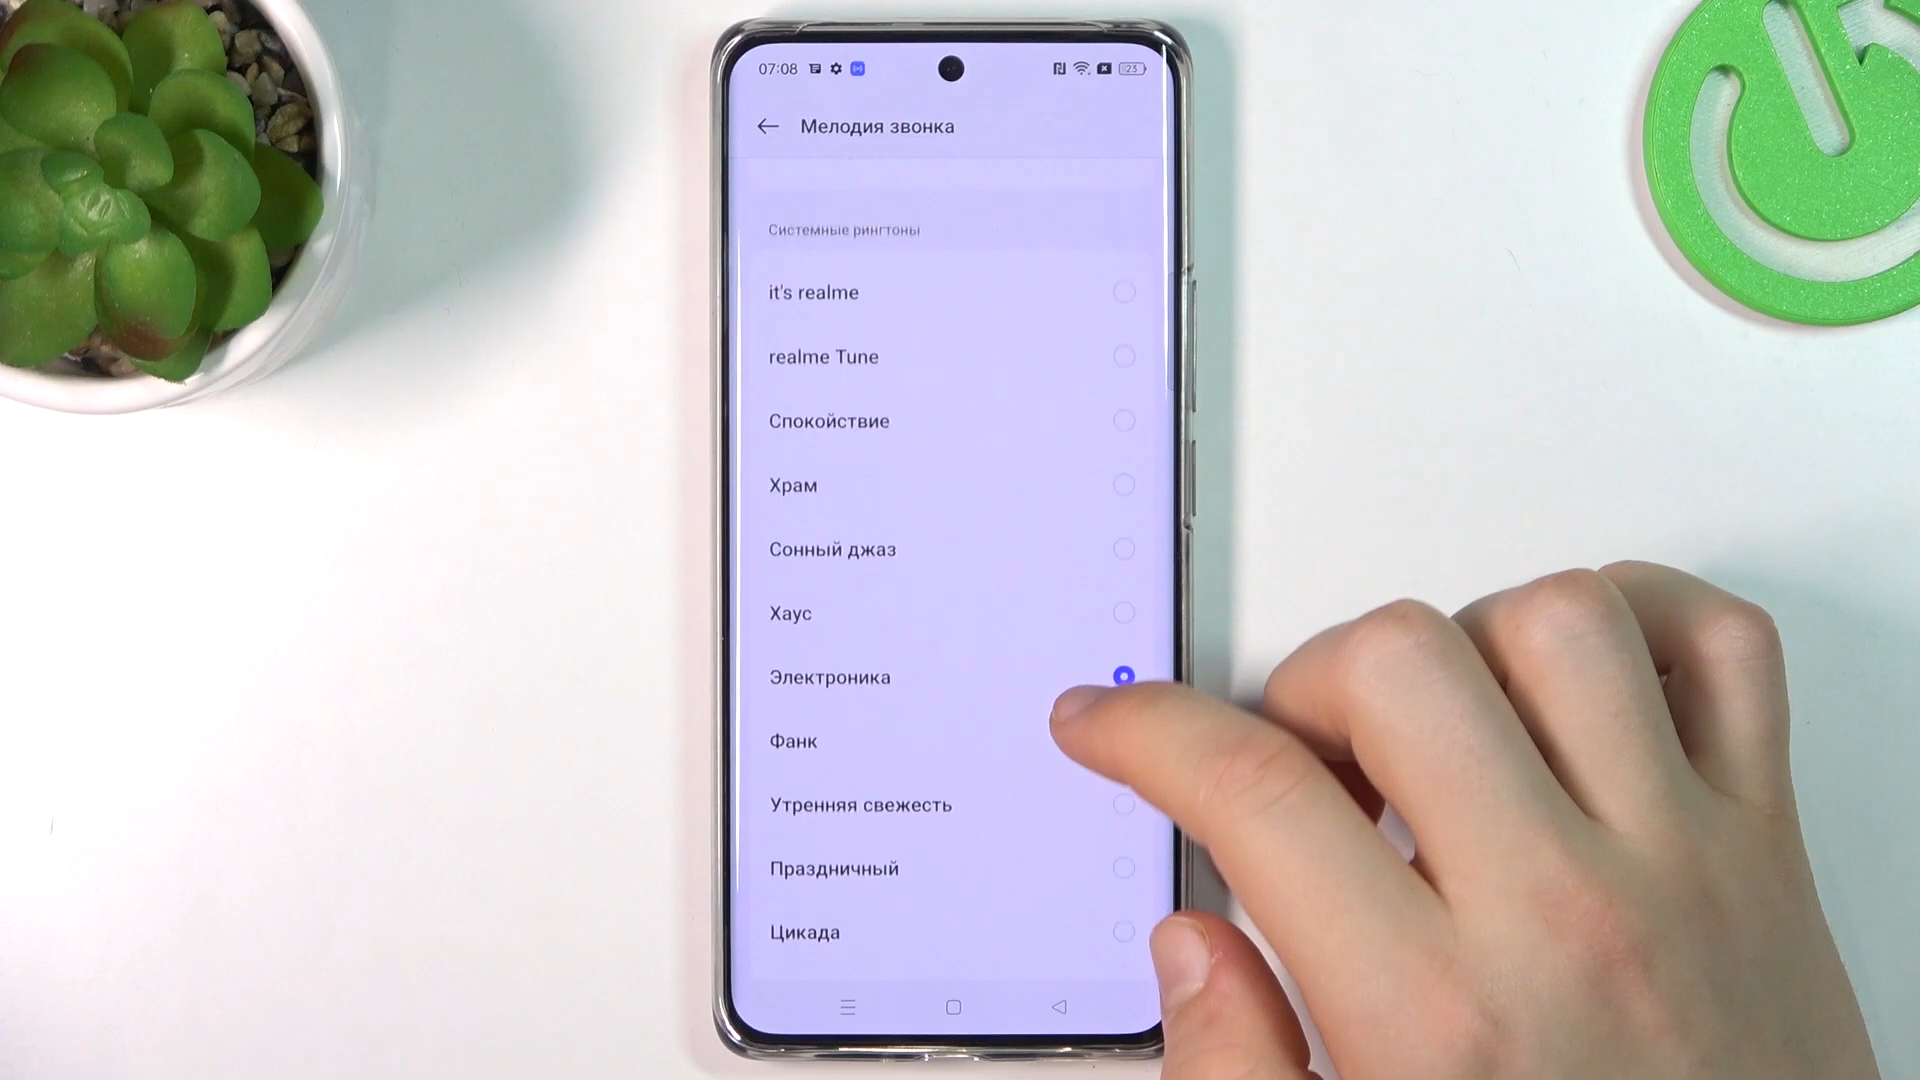 07:08 23
Мелодия звонка
Системные рингтоны
it's realme
realme Tune
Спокойствие
Храм
Сонный джаз
Хаус
Электроника
Фанк
Утренняя свежесть
Праздничный
Цикада